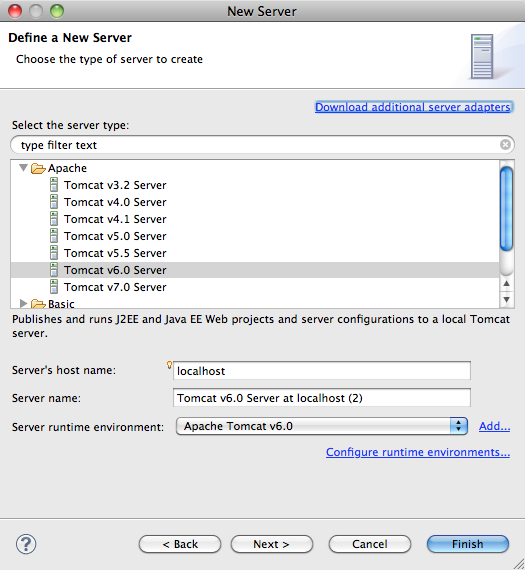 New Server
Define a New Server
Choose the type of server to create
Download additional server adapters
Select the server type:
type filter text
Apache
Tomcat v3.2 Server
Tomcat v4.0 Server
Tomcat v4.1 Server
Tomcat v5.0 Server
Tomcat v5.5 Server
Tomcat v6.0 Server
Tomcat v7.0 Server
Basic
Publishes and runs J2EE and Java EE Web projects and server configurations to a local Tomcat
server.
Server's host name: localhost
Server name: Tomcat v6.0 Server at localhost (2)
Server runtime environment: Apache Tomcat v6.0 Add...
Configure runtime environments...
? < Back Next > Cancel Finish